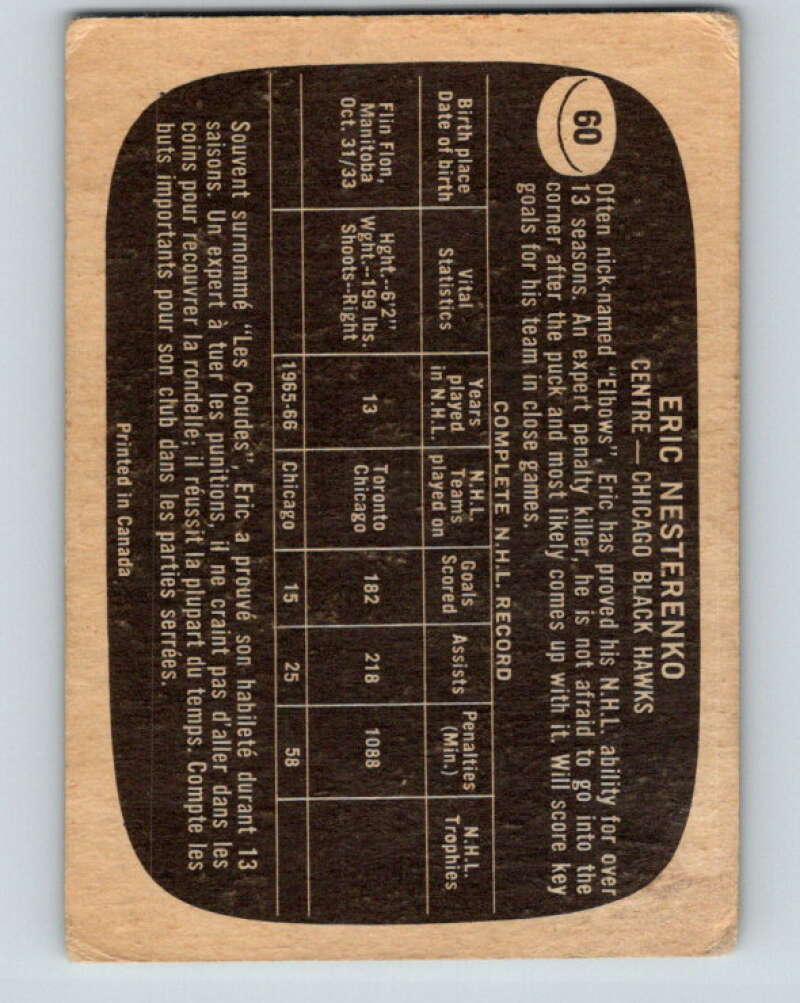 60
ERIC NESTERENKO
CENTRE — CHICAGO BLACK HAWKS
Often nick-named "Elbows", Eric has proved his N.H.L. ability for over
13 seasons. An expert penalty killer, he is not afraid to go into the
corner after the puck and most likely comes up with it. Will score key
goals for his team in close games.
COMPLETE N.H.L. RECORD
Birth place
Date of birth
Vital
Statistics
Years
played
in N.H.L.
N.H.L.
Team's
played on
Goals
Scored
Assists
Penalties
(Min.)
N.H.L.
Trophies
Flin Flon,
Manitoba
Oct. 31/33
Hght.--6'2"
Wght.--199 lbs.
Shoots--Right
13
Toronto
Chicago
182
218
1088
1965-66
Chicago
15
25
58
Souvent surnommé "Les Coudes", Eric a prouvé son habileté durant 13
saisons. Un expert à tuer les punitions, il ne craint pas d'aller dans les
coins pour recouvrer la rondelle; il réussit la plupart du temps. Compte les
buts importants pour son club dans les parties serrées.
Printed in Canada